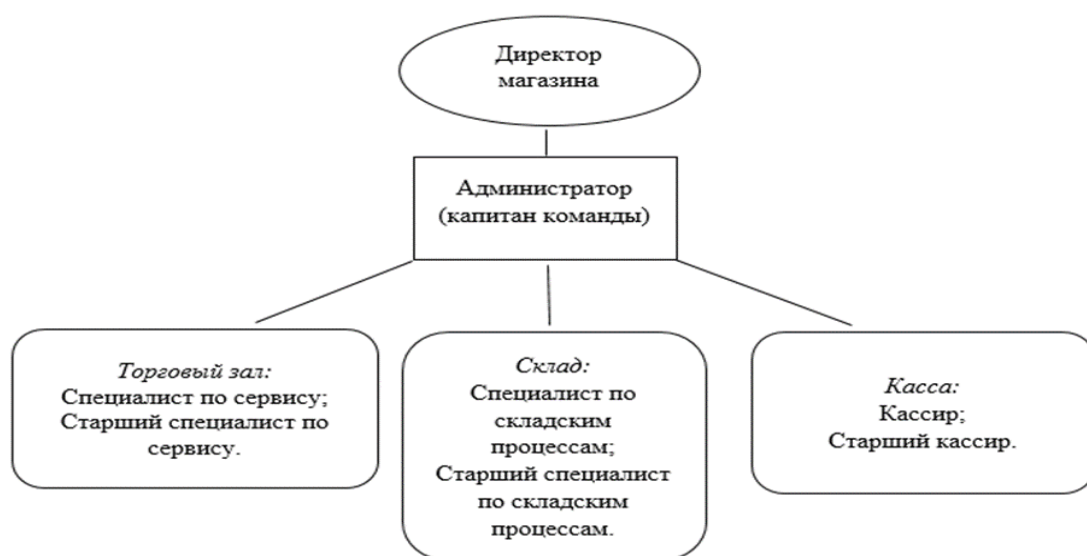 Директор
магазина
Администратор
(капитан команды)
Торговый зал:
Специалист по сервису;
Старший специалист по
сервису.
Склад:
Специалист по
складским
процессам;
Старший специалист
по складским
процессам.
Касса:
Кассир;
Старший кассир.